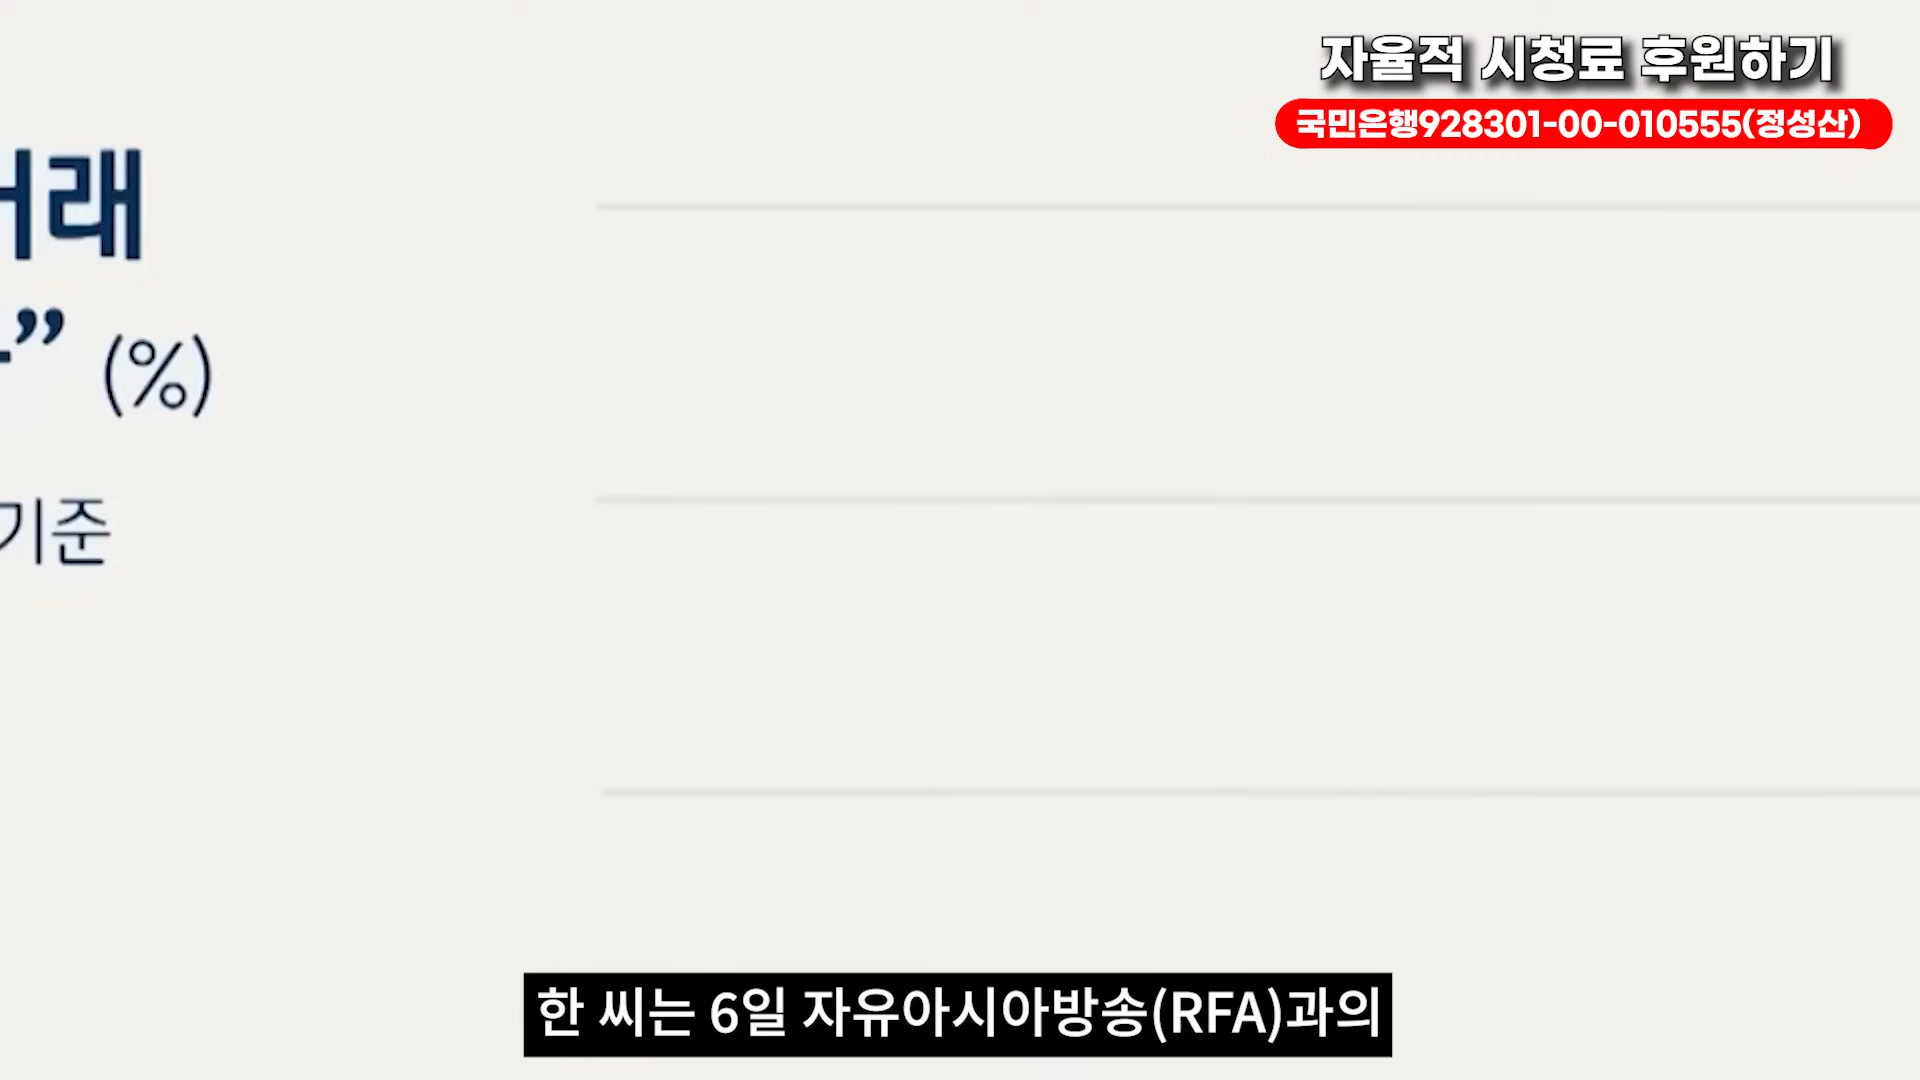 자율적 시청료 후원하기
국민은행928301-00-010555(정성산)
래
” (%)
기준
한 씨는 6일 자유아시아방송(RFA)과의